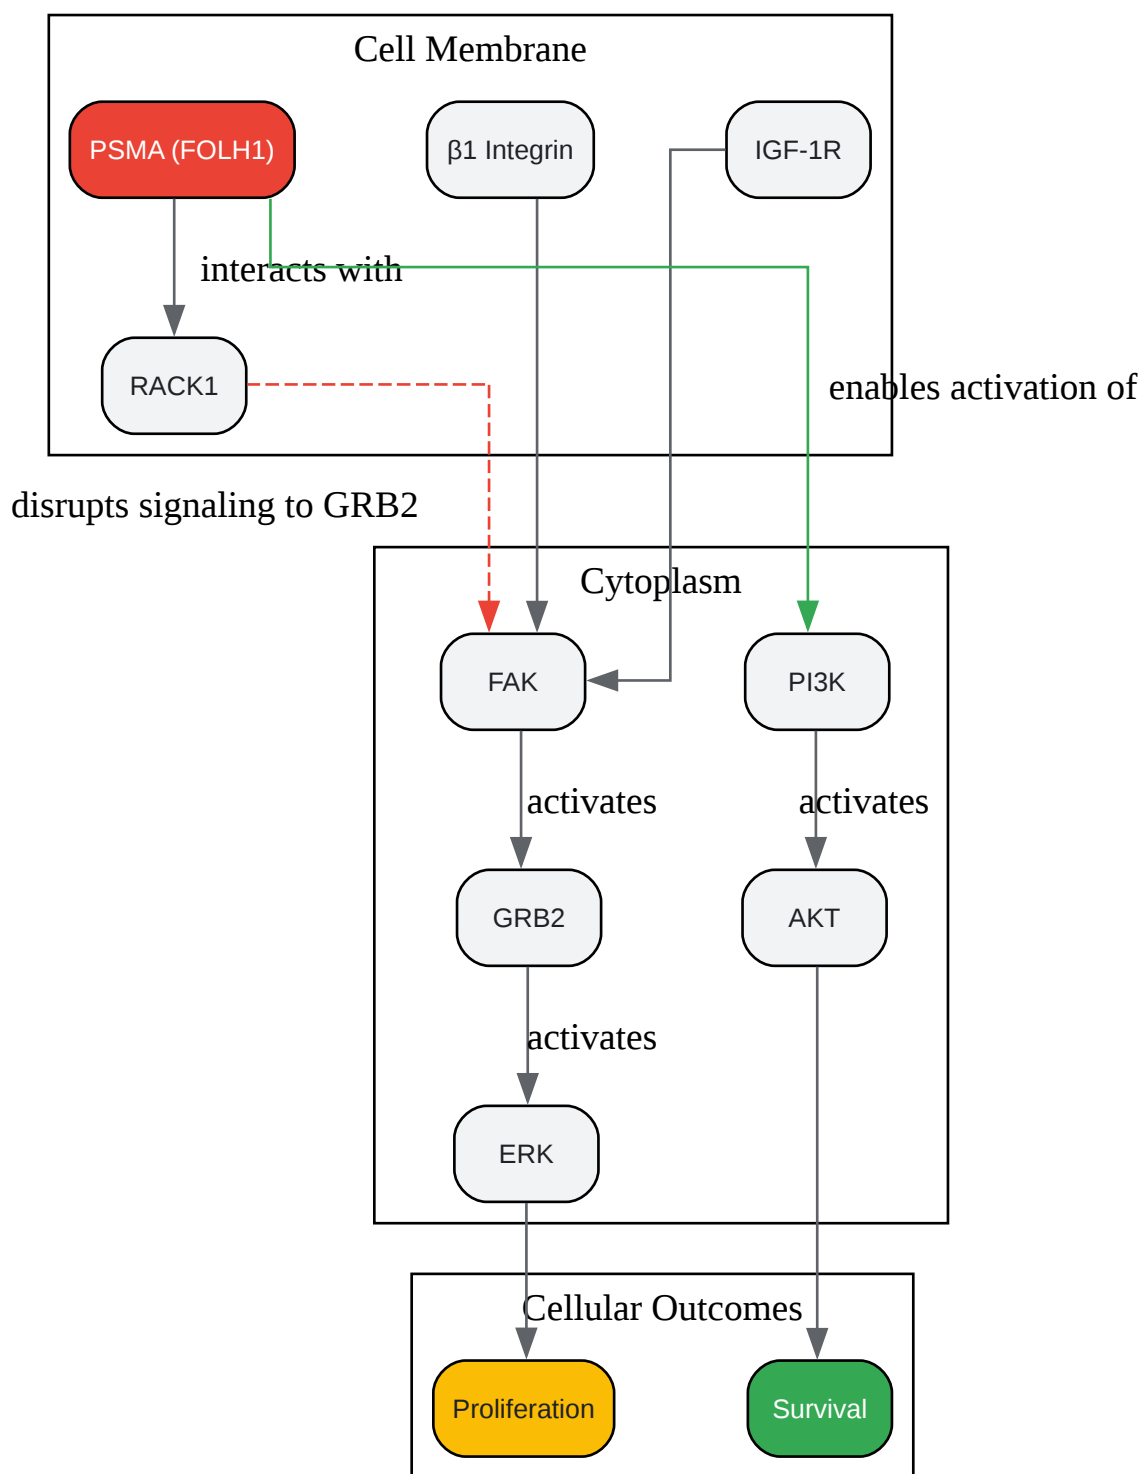 Cell Membrane
PSMA (FOLH1)
β1 Integrin
IGF-1R
interacts with
RACK1
enables activation of
disrupts signaling to GRB2
Cytoplasm
FAK
PI3K
activates
activates
GRB2
AKT
activates
ERK
Cellular Outcomes
Proliferation
Survival